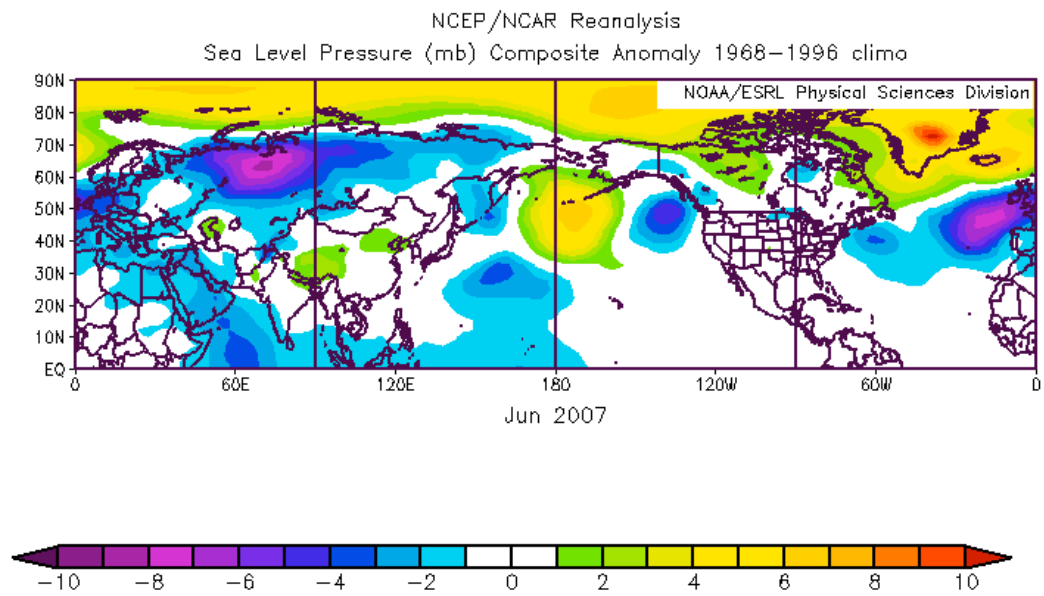 NCEP/NCAR Reanalysis
Sea Level Pressure (mb) Composite Anomaly 1968−1996 climo
NOAA/ESRL Physical Sciences Division
90N
80N
70N
60N
50N
40N
30N
20N
10N
EQ
0 60E 120E 180 120W 60W 0
Jun 2007
−10 −8 −6 −4 −2 0 2 4 6 8 10